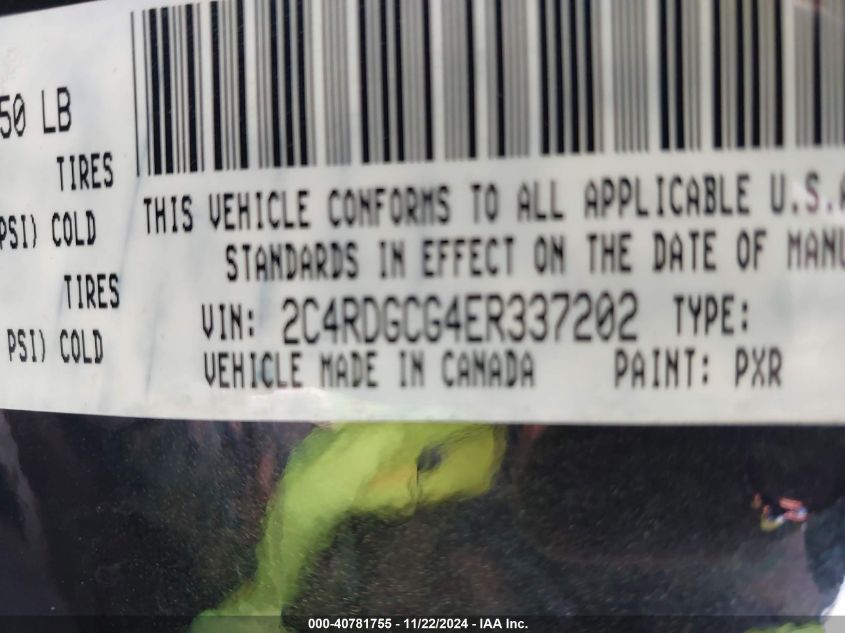 50 LB
TIRES
PSI) COLD
TIRES
PSI) COLD
THIS VEHICLE CONFORMS TO ALL APPLICABLE U.S.A
STANDARDS IN EFFECT ON THE DATE OF MANU
VIN: 2C4RDGCG4ER337202 TYPE:
VEHICLE MADE IN CANADA PAINT: PXR
000-40781755 - 11/22/2024 - IAA Inc.